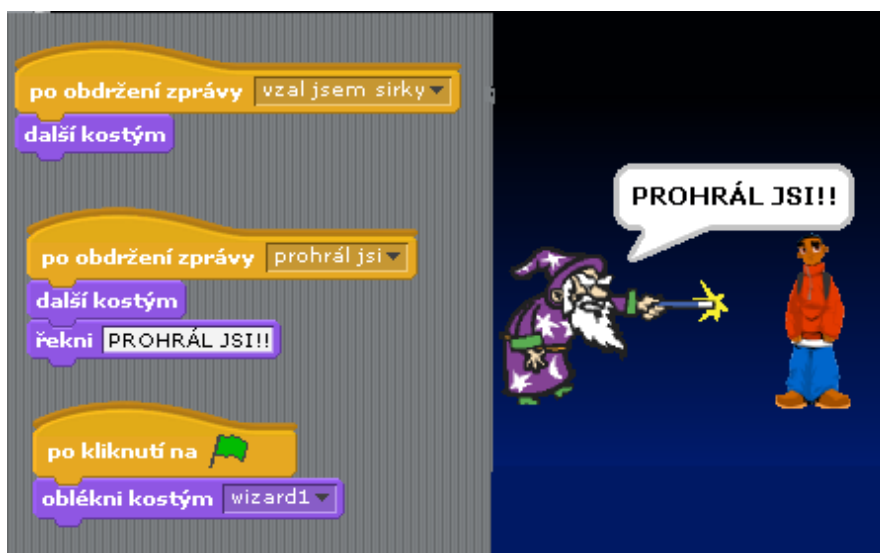 po obdržení zprávy vzal jsem sirky
další kostým
po obdržení zprávy prohrál jsi
další kostým
řekni PROHRÁL JSI!!
po kliknutí na
oblékni kostým wizard1
PROHRÁL JSI!!